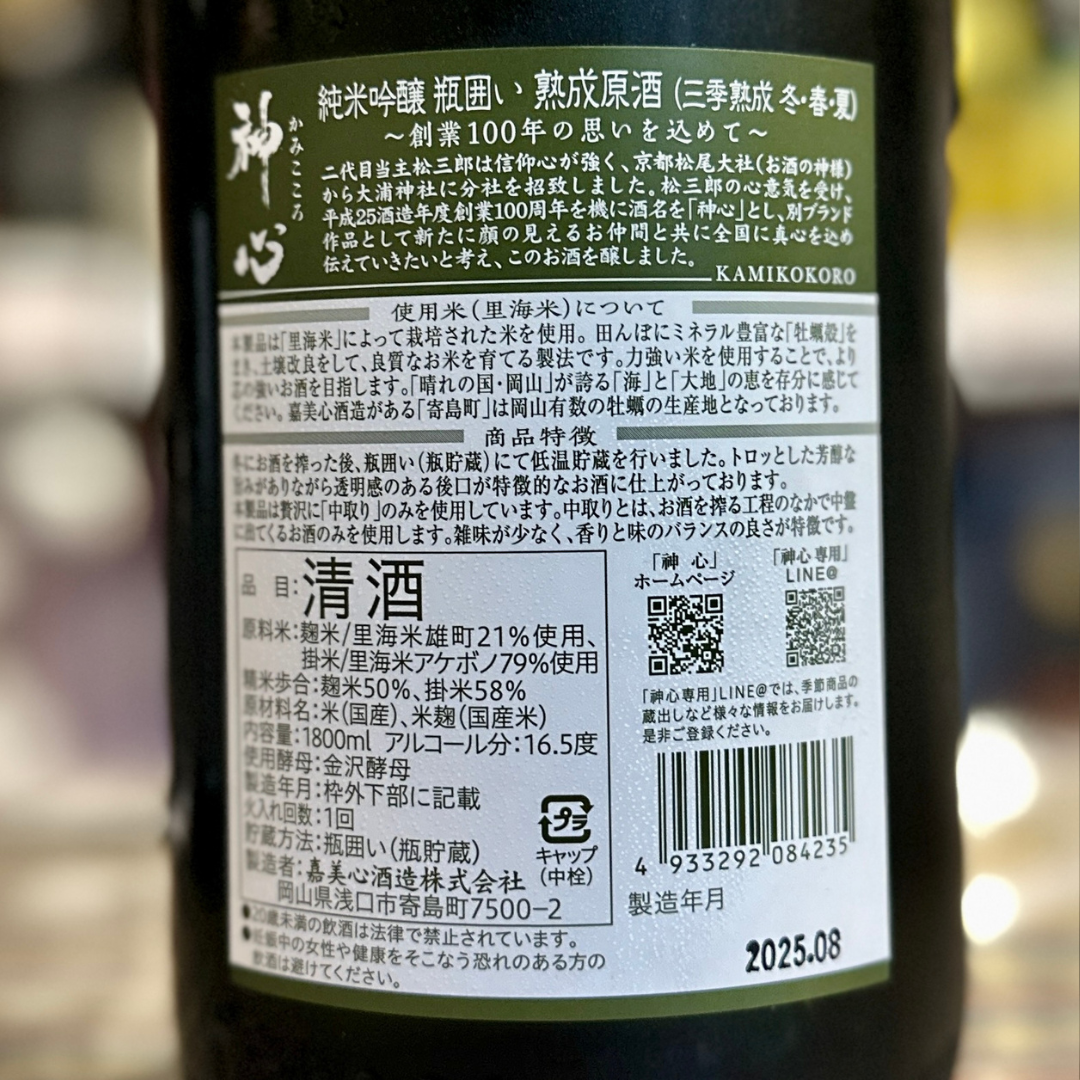 神心
かみこころ
純米吟醸 瓶囲い 熟成原酒 (三季熟成 冬・春・夏)
～創業100年の思いを込めて～
二代目当主松三郎は信仰心が強く、京都松尾大社(お酒の神様)
から大浦神社に分社を招致しました。松三郎の心意気を受け、
平成25酒造年度創業100周年を機に酒名を「神心」とし、別ブランド
作品として新たに顔の見えるお仲間と共に全国に真心を込め
伝えていきたいと考え、このお酒を醸しました。
KAMIKOKORO
使用米(里海米)について
本製品は「里海米」によって栽培された米を使用。田んぼにミネラル豊富な「牡蠣殻」を
まき、土壌改良をして、良質なお米を育てる製法です。力強い米を使用することで、より
芯の強いお酒を目指します。「晴れの国・岡山」が誇る「海」と「大地」の恵を存分に感じて
ください。嘉美心酒造がある「寄島町」は岡山有数の牡蠣の生産地となっております。
商品特徴
冬にお酒を搾った後、瓶囲い(瓶貯蔵)にて低温貯蔵を行いました。トロッとした芳醇な
旨みがありながら透明感のある後口が特徴的なお酒に仕上がっております。
本製品は贅沢に「中取り」のみを使用しています。中取りとは、お酒を搾る工程のなかで中盤
に出てくるお酒のみを使用します。雑味が少なく、香りと味のバランスの良さが特徴です。
品 目:清酒
原料米:麹米/里海米雄町21%使用、
掛米/里海米アケボノ79%使用
精米歩合:麹米50%、掛米58%
原材料名:米(国産)、米麹(国産米)
内容量:1800ml アルコール分:16.5度
使用酵母:金沢酵母
製造年月:枠外下部に記載
火入れ回数:1回
貯蔵方法:瓶囲い(瓶貯蔵)
製造者:嘉美心酒造株式会社
岡山県浅口市寄島町7500-2
プラ
キャップ
(中栓)
●20歳未満の飲酒は法律で禁止されています。
●妊娠中の女性や健康をそこなう恐れのある方の
飲酒は避けてください。
「神 心」
ホームページ
「神心専用」
LINE@
「神心専用」LINE@では、季節商品の
蔵出しなど様々な情報をお届けします。
是非ご登録ください。
4 933292 084235
製造年月
2025.08